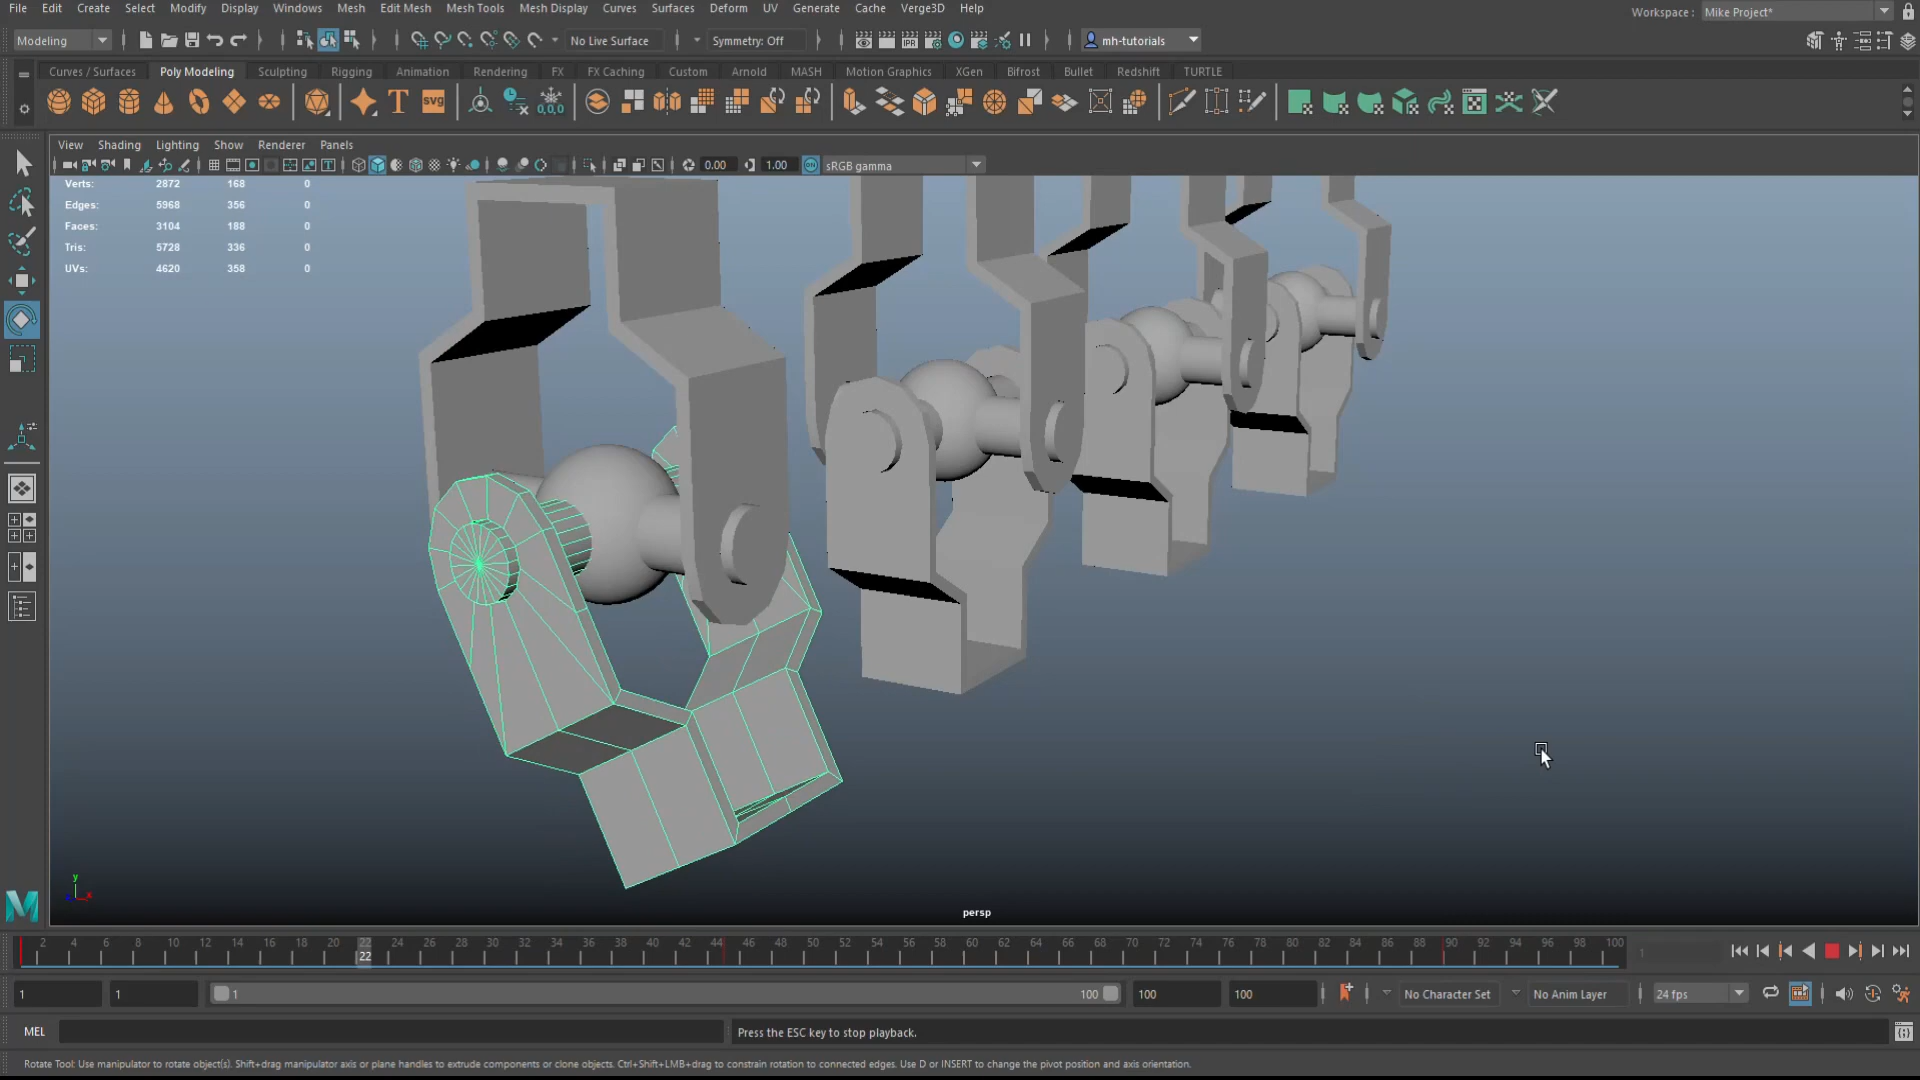 File Edit Create Select Modify Display Windows Mesh Edit Mesh Mesh Tools Mesh Display Curves Surfaces Deform UV Generate Cache Verge3D Help
Workspace : Mike Project*
Modeling No Live Surface Symmetry: Off mh-tutorials
Curves / Surfaces Poly Modeling Sculpting Rigging Animation Rendering FX FX Caching Custom Arnold MASH Motion Graphics XGen Bifrost Bullet Redshift TURTLE
T SVG 0,0,0
View Shading Lighting Show Renderer Panels
0.00 1.00 ON sRGB gamma
Verts: 2872 168 0
Edges: 5968 356 0
Faces: 3104 188 0
Tris: 5728 336 0
UVs: 4620 358 0
y
x
persp
2 4 6 8 10 12 14 16 18 20 22 24 26 28 30 32 34 36 38 40 42 44 46 48 50 52 54 56 58 60 62 64 66 68 70 72 74 76 78 80 82 84 86 88 90 92 94 96 98 100
22
1
1 1 1 100 100 100 No Character Set No Anim Layer 24 fps
MEL Press the ESC key to stop playback.
Rotate Tool: Use manipulator to rotate object(s). Shift+drag manipulator axis or plane handles to extrude components or clone objects. Ctrl+Shift+LMB+drag to constrain rotation to connected edges. Use D or INSERT to change the pivot position and axis orientation.